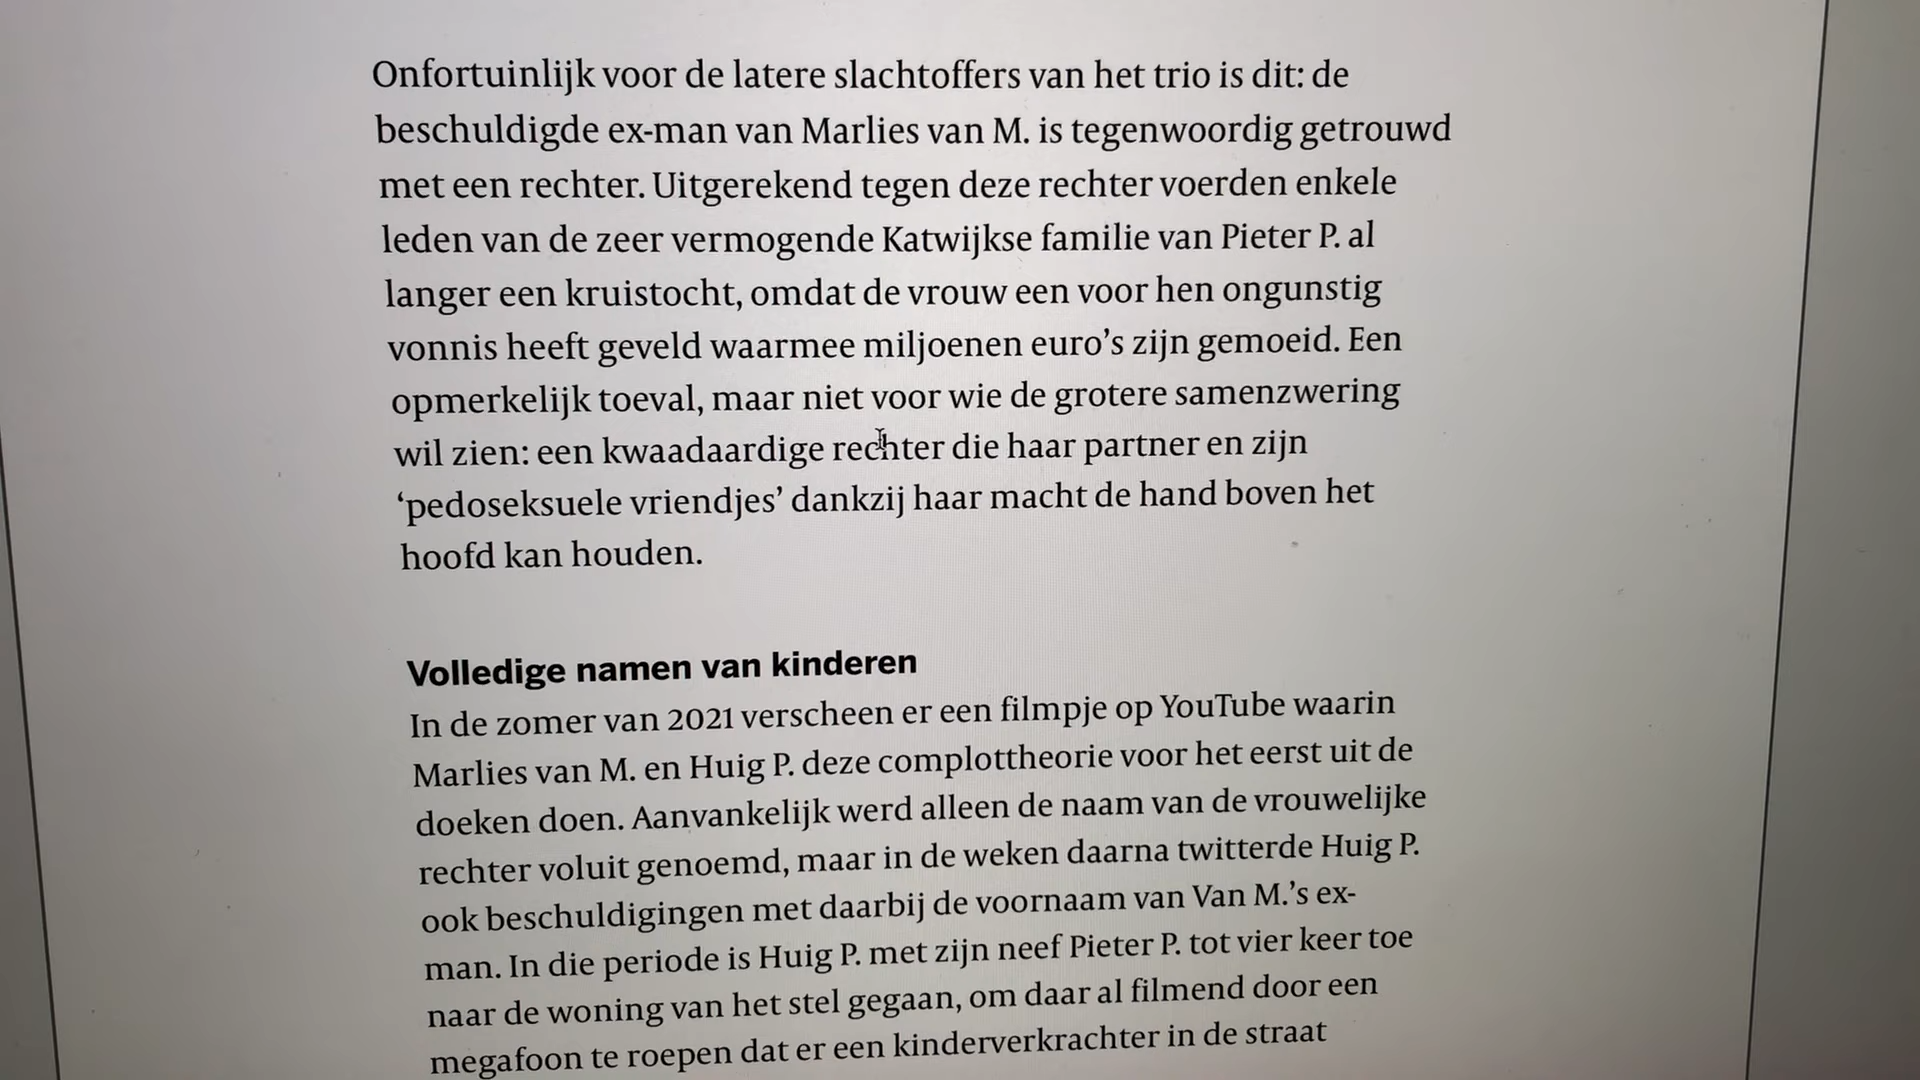 Onfortuinlijk voor de latere slachtoffers van het trio is dit: de
beschuldigde ex-man van Marlies van M. is tegenwoordig getrouwd
met een rechter. Uitgerekend tegen deze rechter voerden enkele
leden van de zeer vermogende Katwijkse familie van Pieter P. al
langer een kruistocht, omdat de vrouw een voor hen ongunstig
vonnis heeft geveld waarmee miljoenen euro’s zijn gemoeid. Een
opmerkelijk toeval, maar niet voor wie de grotere samenzwering
wil zien: een kwaadaardige rechter die haar partner en zijn
‘pedoseksuele vriendjes’ dankzij haar macht de hand boven het
hoofd kan houden.
Volledige namen van kinderen
In de zomer van 2021 verscheen er een filmpje op YouTube waarin
Marlies van M. en Huig P. deze complottheorie voor het eerst uit de
doeken doen. Aanvankelijk werd alleen de naam van de vrouwelijke
rechter voluit genoemd, maar in de weken daarna twitterde Huig P.
ook beschuldigingen met daarbij de voornaam van Van M.’s ex-
man. In die periode is Huig P. met zijn neef Pieter P. tot vier keer toe
naar de woning van het stel gegaan, om daar al filmend door een
megafoon te roepen dat er een kinderverkrachter in de straat